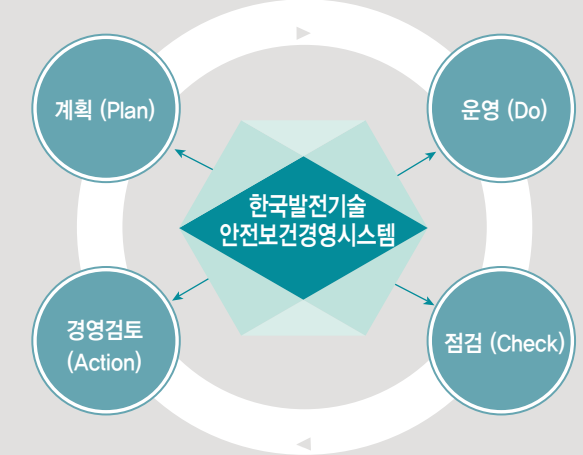 계획 (Plan)
운영 (Do)
한국발전기술
안전보건경영시스템
경영검토
(Action)
점검 (Check)